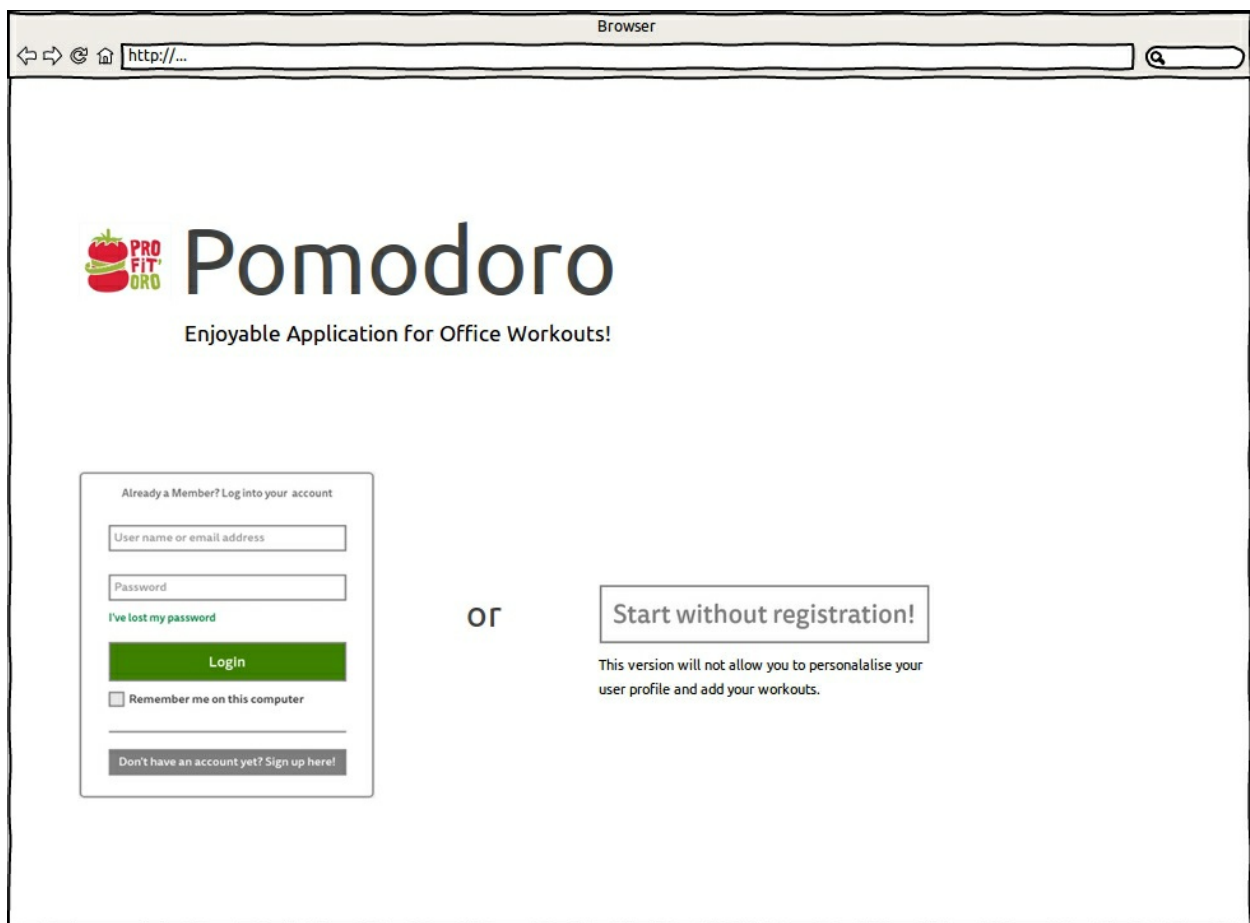 Browser
http://...
PRO
FIT'
ORO
Pomodoro
Enjoyable Application for Office Workouts!
Already a Member? Log into your account
User name or email address
Password
I've lost my password
Login
Remember me on this computer
Don't have an account yet? Sign up here!
or
Start without registration!
This version will not allow you to personalalise your
user profile and add your workouts.